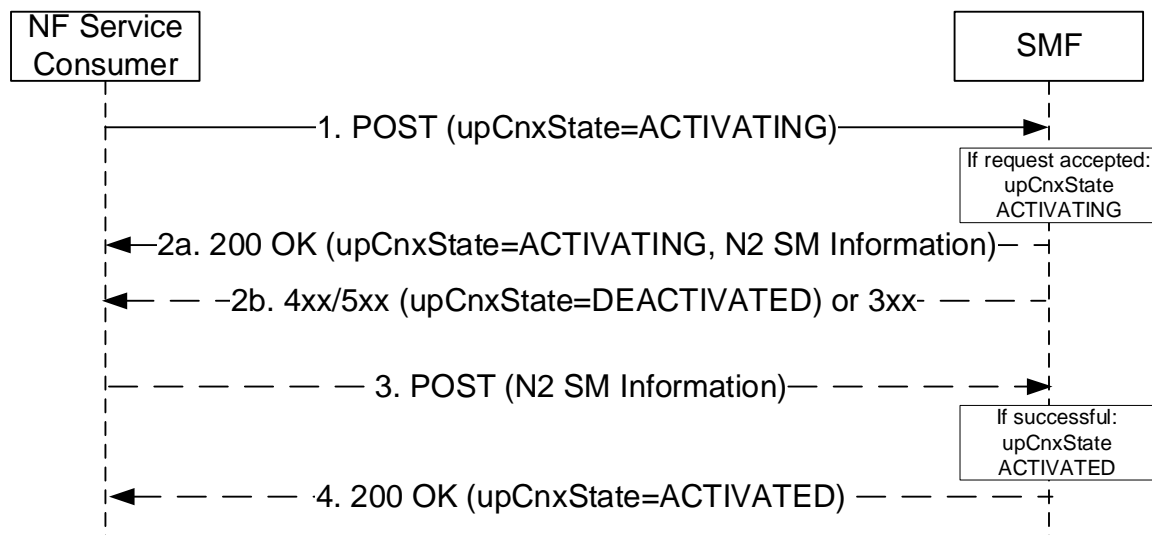 NF Service
Consumer
SMF
1. POST (upCnxState=ACTIVATING)
If request accepted:
upCnxState
ACTIVATING
2a. 200 OK (upCnxState=ACTIVATING, N2 SM Information)
2b. 4xx/5xx (upCnxState=DEACTIVATED) or 3xx
3. POST (N2 SM Information)
If successful:
upCnxState
ACTIVATED
4. 200 OK (upCnxState=ACTIVATED)